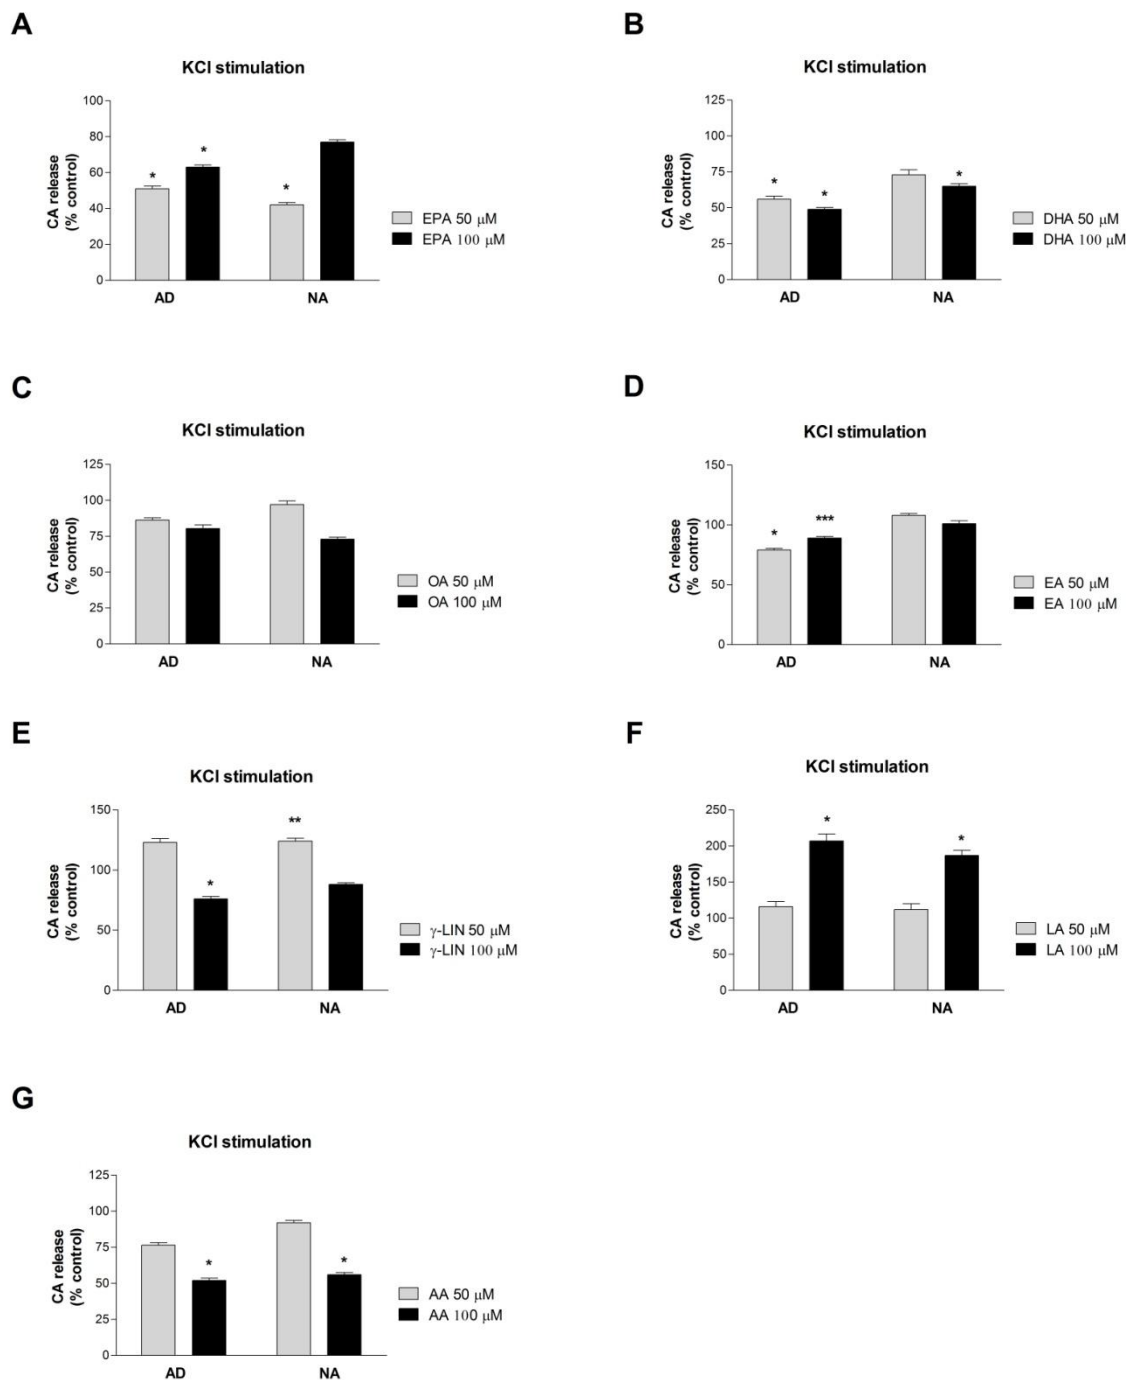 A
KCl stimulation
CA release
(% control)
100
80
60
40
20
0
* * *
AD NA
EPA 50 µM
EPA 100 µM
B
KCl stimulation
CA release
(% control)
125
100
75
50
25
0
* * *
AD NA
DHA 50 µM
DHA 100 µM
C
KCl stimulation
CA release
(% control)
125
100
75
50
25
0
AD NA
OA 50 µM
OA 100 µM
D
KCl stimulation
CA release
(% control)
150
100
50
0
* ***
AD NA
EA 50 µM
EA 100 µM
E
KCl stimulation
CA release
(% control)
150
100
50
0
* **
AD NA
γ-LIN 50 µM
γ-LIN 100 µM
F
KCl stimulation
CA release
(% control)
250
200
150
100
50
0
* *
AD NA
LA 50 µM
LA 100 µM
G
KCl stimulation
CA release
(% control)
125
100
75
50
25
0
* *
AD NA
AA 50 µM
AA 100 µM